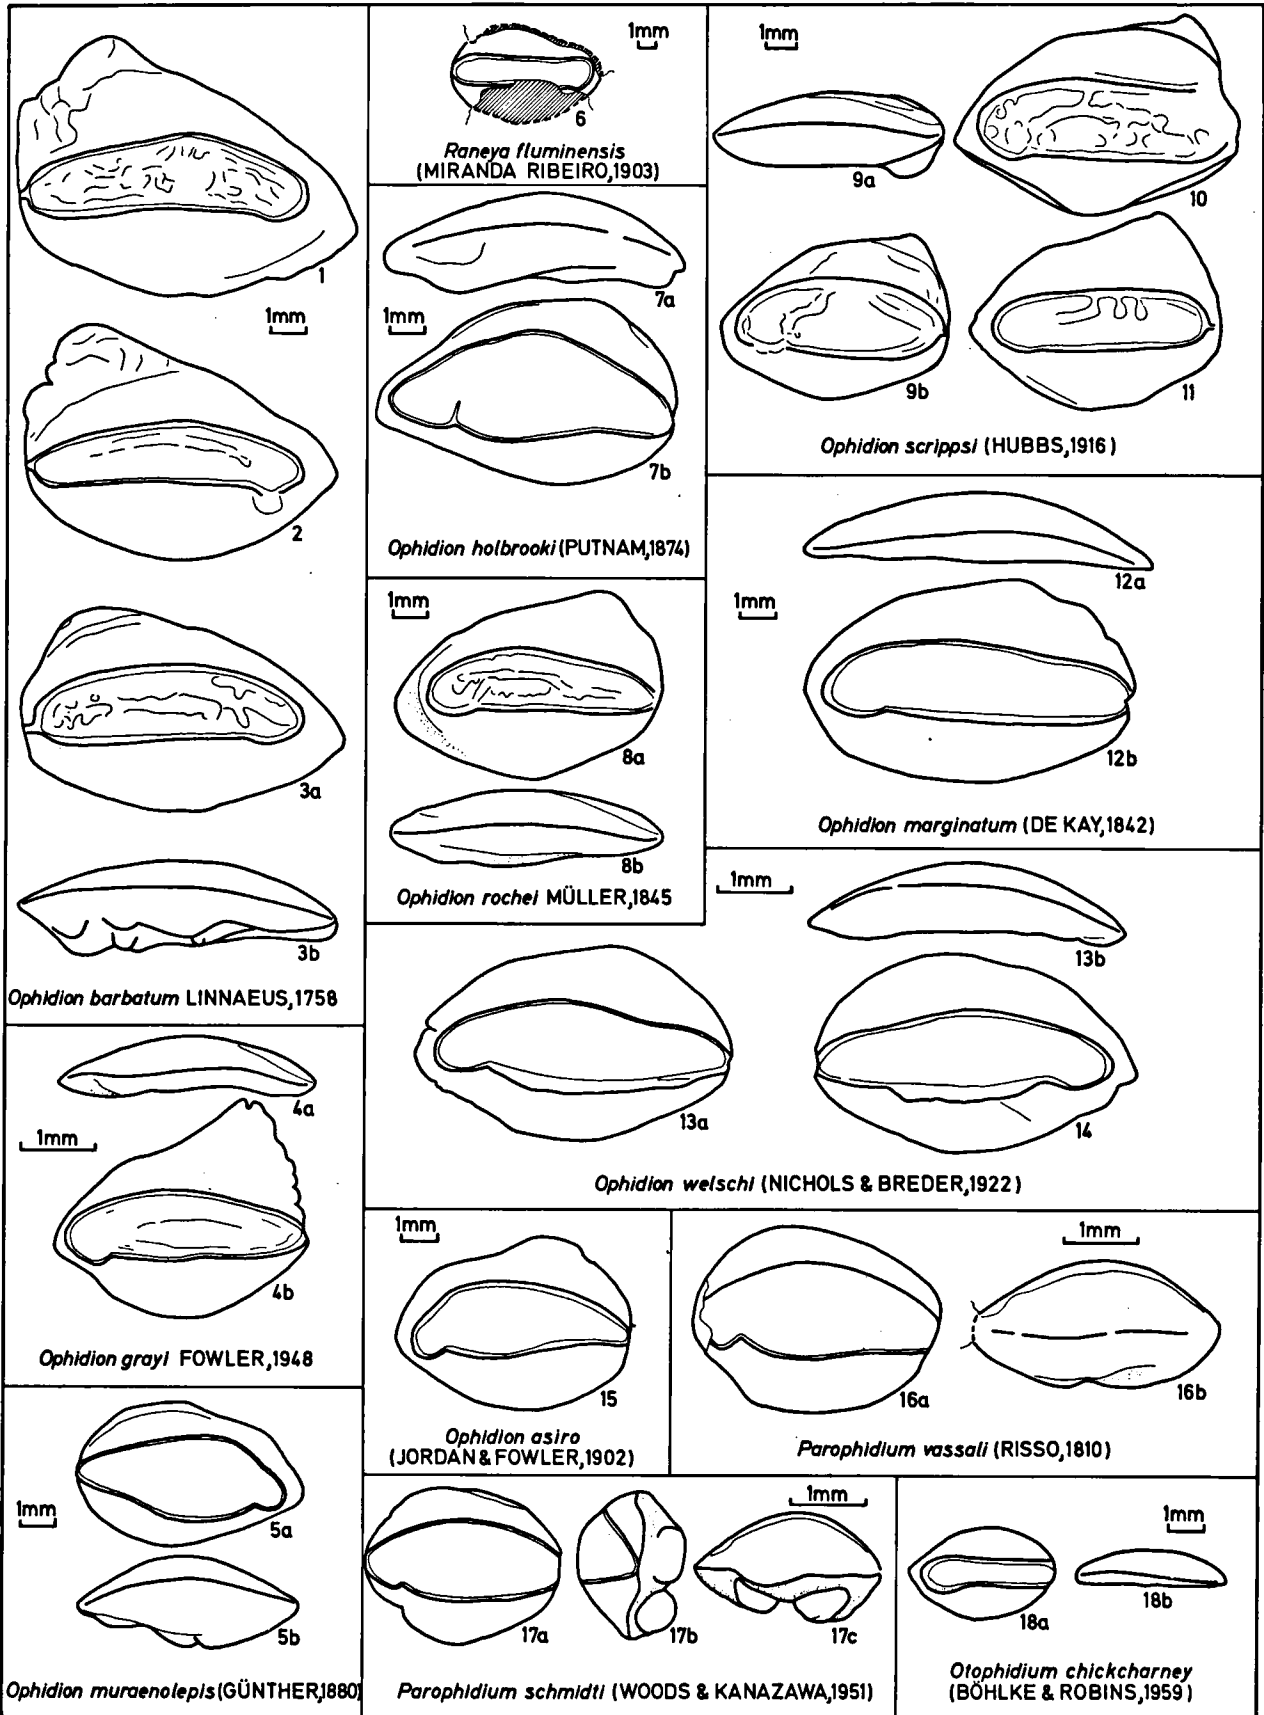 1
1mm
2
3a
3b
Ophidion barbatum LINNAEUS,1758
4a
1mm
4b
Ophidion grayi FOWLER,1948
1mm
5a
5b
Ophidion muraenolepis (GÜNTHER,1880)
1mm
6
Raneya fluminensis
(MIRANDA RIBEIRO,1903)
7a
1mm
7b
Ophidion holbrooki (PUTNAM,1874)
1mm
8a
8b
Ophidion rochei MÜLLER,1845
1mm
9a
10
9b
11
Ophidion scrippsi (HUBBS,1916)
12a
1mm
12b
Ophidion marginatum (DE KAY,1842)
1mm
13b
13a
14
Ophidion welschi (NICHOLS & BREDER,1922)
1mm
15
Ophidion asiro
(JORDAN & FOWLER,1902)
1mm
16a
16b
Parophidium vassali (RISSO,1810)
1mm
17a
17b
17c
Parophidium schmidti (WOODS & KANAZAWA,1951)
1mm
18a
18b
Otophidium chickcharney
(BÖHLKE & ROBINS,1959)